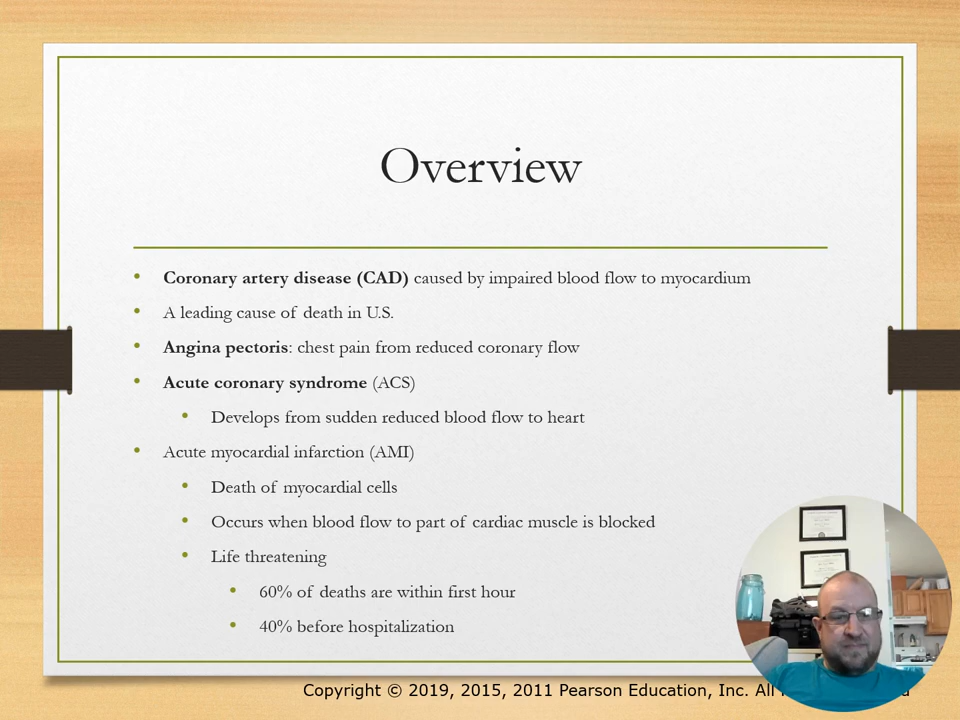 Overview
Coronary artery disease (CAD) caused by impaired blood flow to myocardium
A leading cause of death in U.S.
Angina pectoris: chest pain from reduced coronary flow
Acute coronary syndrome (ACS)
Develops from sudden reduced blood flow to heart
Acute myocardial infarction (AMI)
Death of myocardial cells
Occurs when blood flow to part of cardiac muscle is blocked
Life threatening
60% of deaths are within first hour
40% before hospitalization
Copyright © 2019, 2015, 2011 Pearson Education, Inc. All